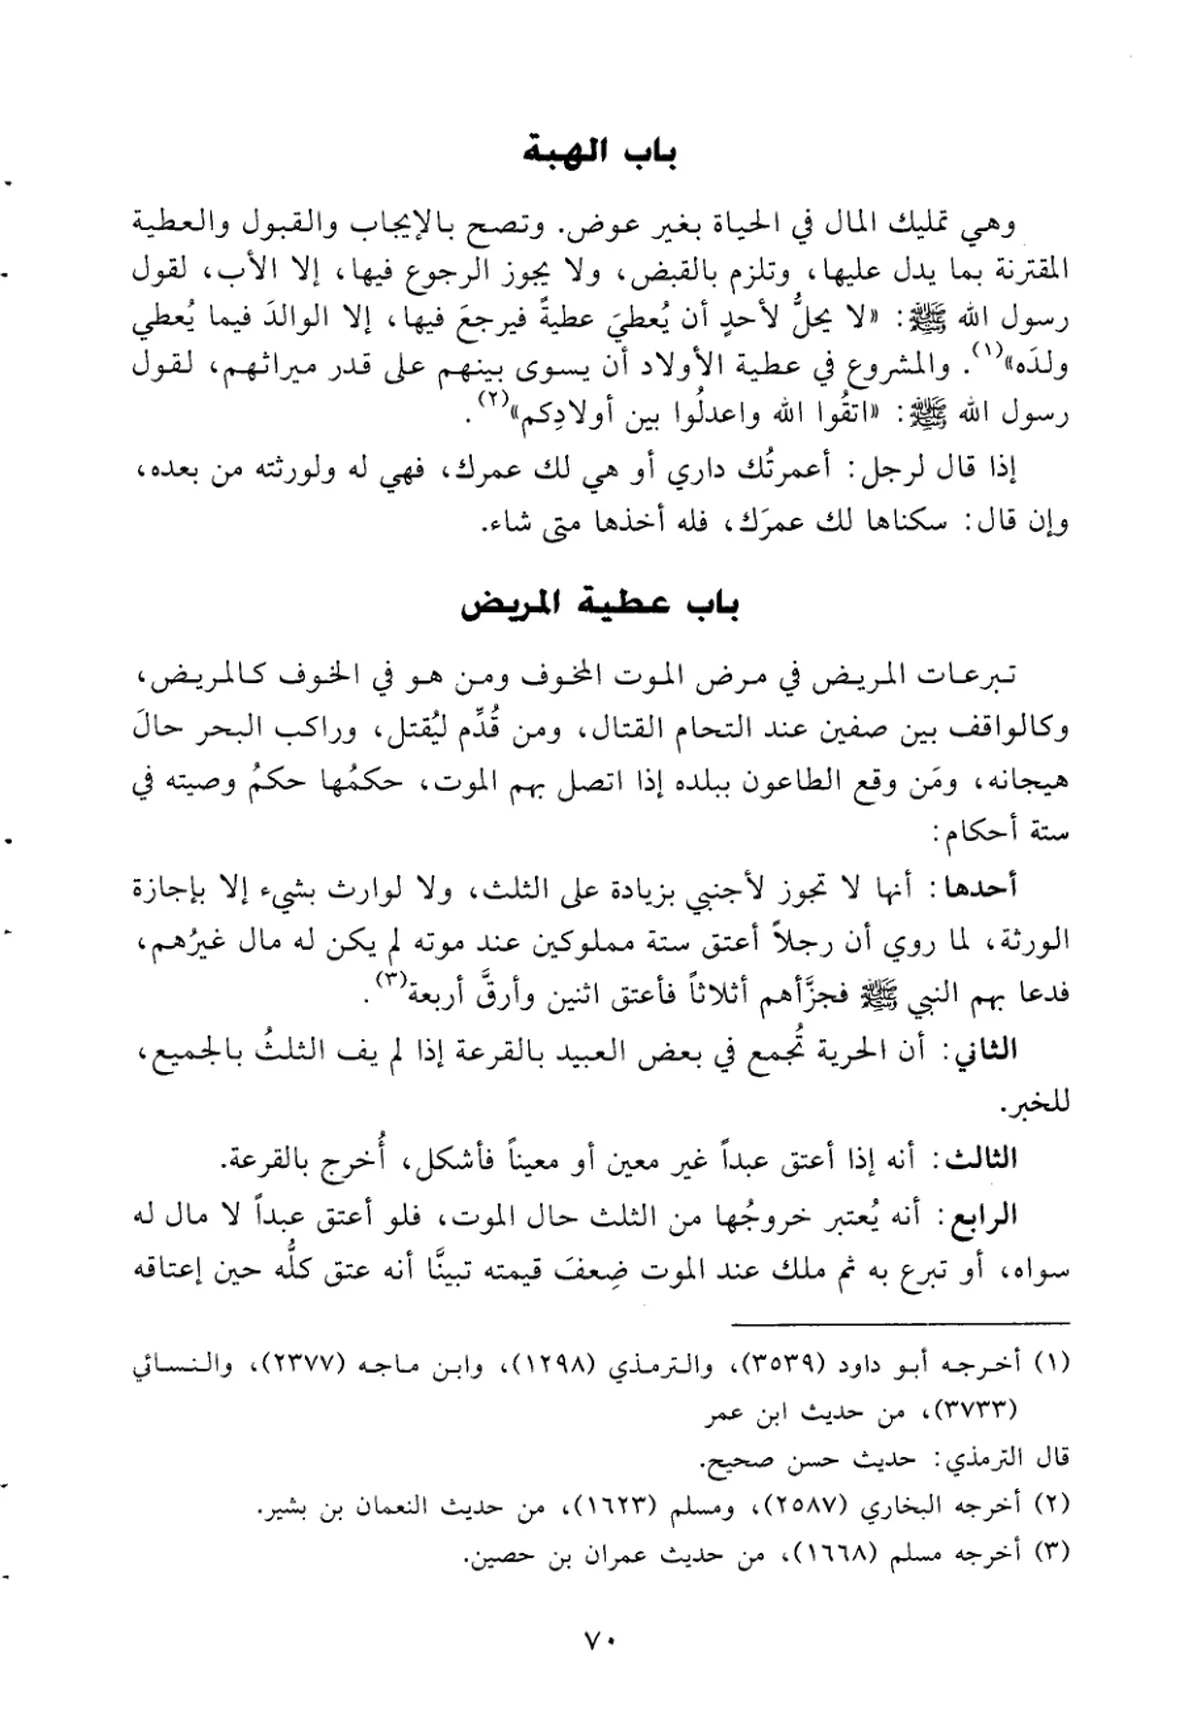 باب الهبة
وهي تمليك المال في الحياة بغير عوض. وتصح بالإيجاب والقبول والعطية
المقترنة بما يدل عليها، وتلزم بالقبض، ولا يجوز الرجوع فيها، إلا الأب، لقول
رسول الله ﷺ: «لا يحلُّ لأحدٍ أن يُعطيَ عطيةً فيرجعَ فيها، إلا الوالدَ فيما يُعطي
ولدَه»(١). والمشروع في عطية الأولاد أن يسوى بينهم على قدر ميراثهم، لقول
رسول الله ﷺ: «اتقُوا الله واعدلُوا بين أولادِكم»(٢).
إذا قال لرجل: أعمرتُك داري أو هي لك عمرك، فهي له ولورثته من بعده،
وإن قال: سكناها لك عمرَك، فله أخذها متى شاء.
باب عطية المريض
تبرعات المريض في مرض الموت المخوف ومن هو في الخوف كالمريض،
وكالواقف بين صفين عند التحام القتال، ومن قُدِّم ليُقتل، وراكب البحر حالَ
هيجانه، ومَن وقع الطاعون ببلده إذا اتصل بهم الموت، حكمُها حكمُ وصيته في
ستة أحكام:
أحدها: أنها لا تجوز لأجنبي بزيادة على الثلث، ولا لوارث بشيء إلا بإجازة
الورثة، لما روي أن رجلاً أعتق ستة مملوكين عند موته لم يكن له مال غيرُهم،
فدعا بهم النبي ﷺ فجزَّأهم أثلاثاً فأعتق اثنين وأرقَّ أربعة(٣).
الثاني: أن الحرية تُجمع في بعض العبيد بالقرعة إذا لم يف الثلثُ بالجميع،
للخبر.
الثالث: أنه إذا أعتق عبداً غير معين أو معيناً فأشكل، أُخرج بالقرعة.
الرابع: أنه يُعتبر خروجُها من الثلث حال الموت، فلو أعتق عبداً لا مال له
سواه، أو تبرع به ثم ملك عند الموت ضِعفَ قيمته تبينَّا أنه عتق كلُّه حين إعتاقه
(١) أخرجه أبو داود (٣٥٣٩)، والترمذي (١٢٩٨)، وابن ماجه (٢٣٧٧)، والنسائي
(٣٧٣٣)، من حديث ابن عمر
قال الترمذي: حديث حسن صحيح.
(٢) أخرجه البخاري (٢٥٨٧)، ومسلم (١٦٢٣)، من حديث النعمان بن بشير.
(٣) أخرجه مسلم (١٦٦٨)، من حديث عمران بن حصين.
٧٠